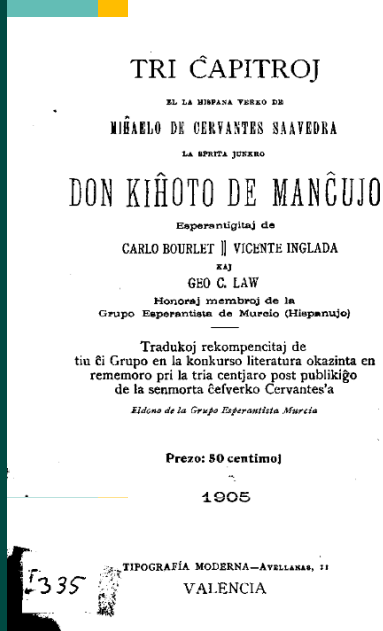 TRI ĈAPITROJ
EL LA HISPANA VERKO DE
MIĤAELO DE CERVANTES SAAVEDRA
LA SPRITA JUNKRO
DON KIĤOTO DE MANĈUJO
Esperantigitaj de
CARLO BOURLET || VICENTE INGLADA
KAJ
GEO C. LAW
Honoraj membroj de la
Grupo Esperantista de Murcio (Hispanujo)
Tradukoj rekompencitaj de
tiu ĉi Grupo en la konkurso literatura okazinta en
rememoro pri la tria centjaro post publikiĝo
de la senmorta ĉefverko Cervantes'a
Eldono de la Grupo Esperantista Murcia
Prezo: 50 centimoj
1905
TIPOGRAFÍA MODERNA—AVELLANAS, 11
VALENCIA
I 335